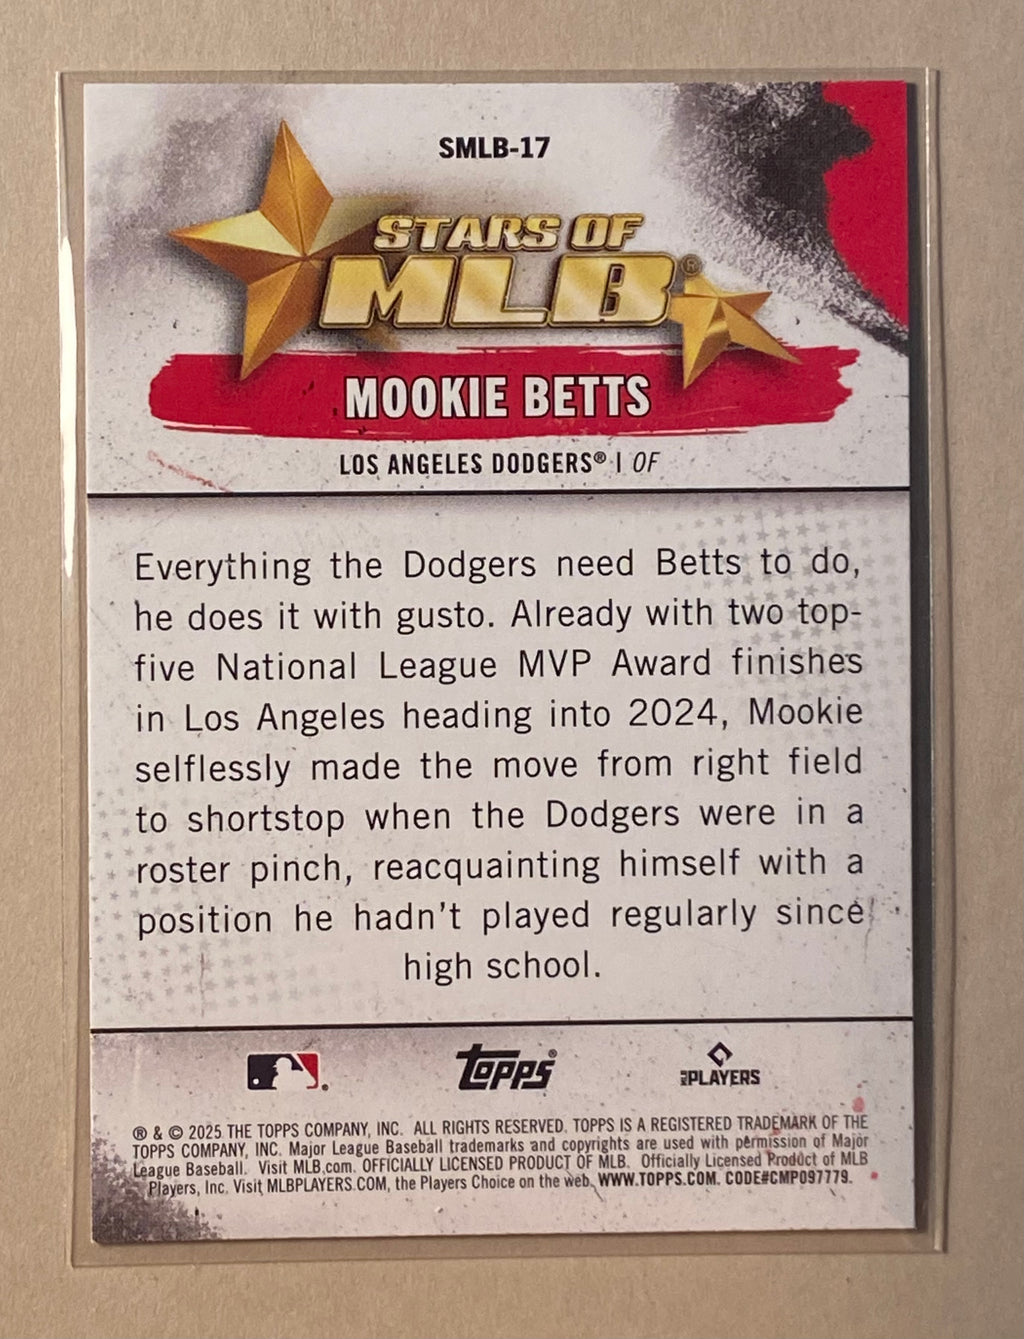 SMLB-17
STARS OF
MLB®
MOOKIE BETTS
LOS ANGELES DODGERS® | OF
Everything the Dodgers need Betts to do,
he does it with gusto. Already with two top-
five National League MVP Award finishes
in Los Angeles heading into 2024, Mookie
selflessly made the move from right field
to shortstop when the Dodgers were in a
roster pinch, reacquainting himself with a
position he hadn't played regularly since
high school.
Topps®
PLAYERS
® & © 2025 THE TOPPS COMPANY, INC. ALL RIGHTS RESERVED. TOPPS IS A REGISTERED TRADEMARK OF THE
TOPPS COMPANY, INC. Major League Baseball trademarks and copyrights are used with permission of Major
League Baseball. Visit MLB.com. OFFICIALLY LICENSED PRODUCT OF MLB. Officially Licensed Product of MLB
Players, Inc. Visit MLBPLAYERS.COM, the Players Choice on the web. WWW.TOPPS.COM. CODE#CMP097779.